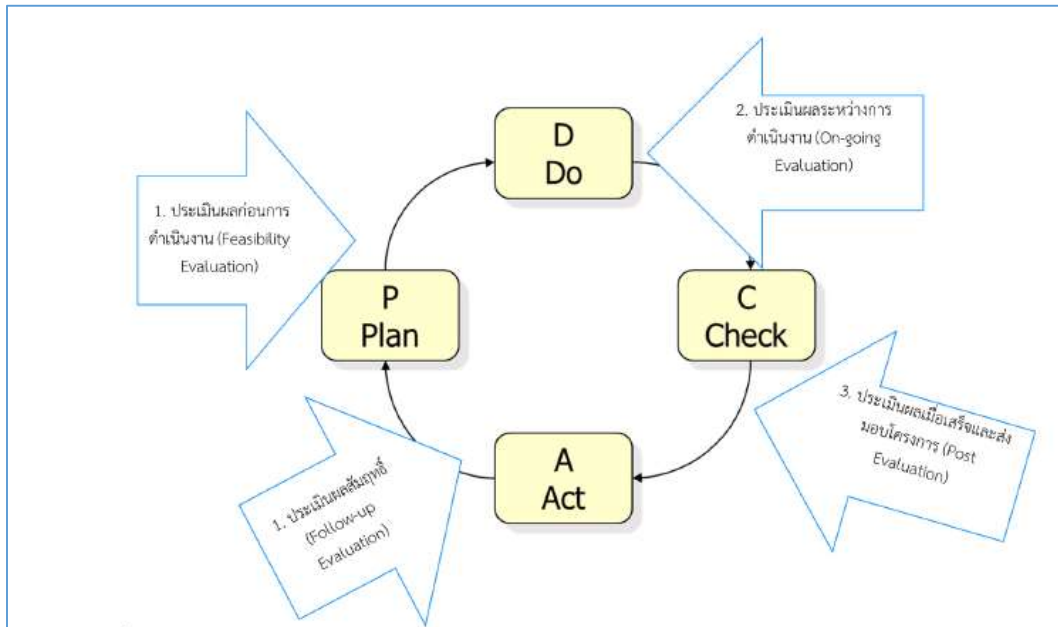 D
Do
2. ประเมินผลระหว่างการ
ดำเนินงาน (On-going
Evaluation)
1. ประเมินผลก่อนการ
ดำเนินงาน (Feasibility
Evaluation)
P
Plan
C
Check
3. ประเมินผลเมื่อเสร็จและส่ง
มอบโครงการ (Post
Evaluation)
A
Act
1. ประเมินผลสัมฤทธิ์
(Follow-up
Evaluation)